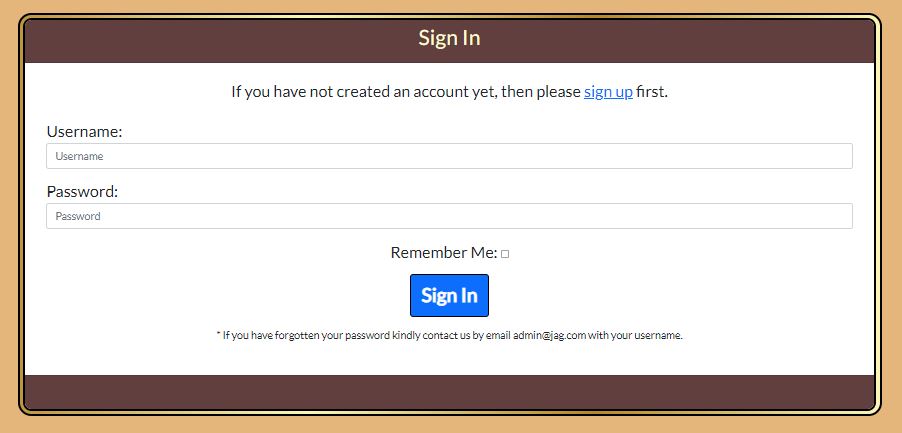 Sign In
If you have not created an account yet, then please sign up first.
Username:
Username
Password:
Password
Remember Me:
Sign In
* If you have forgotten your password kindly contact us by email admin@jag.com with your username.